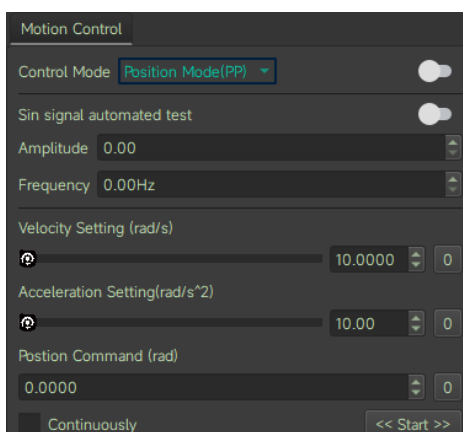 Motion Control
Control Mode Position Mode(PP)
Sin signal automated test
Amplitude 0.00
Frequency 0.00Hz
Velocity Setting (rad/s)
10.0000 0
Acceleration Setting(rad/s^2)
10.00 0
Postion Command (rad)
0.0000 0
Continuously << Start >>